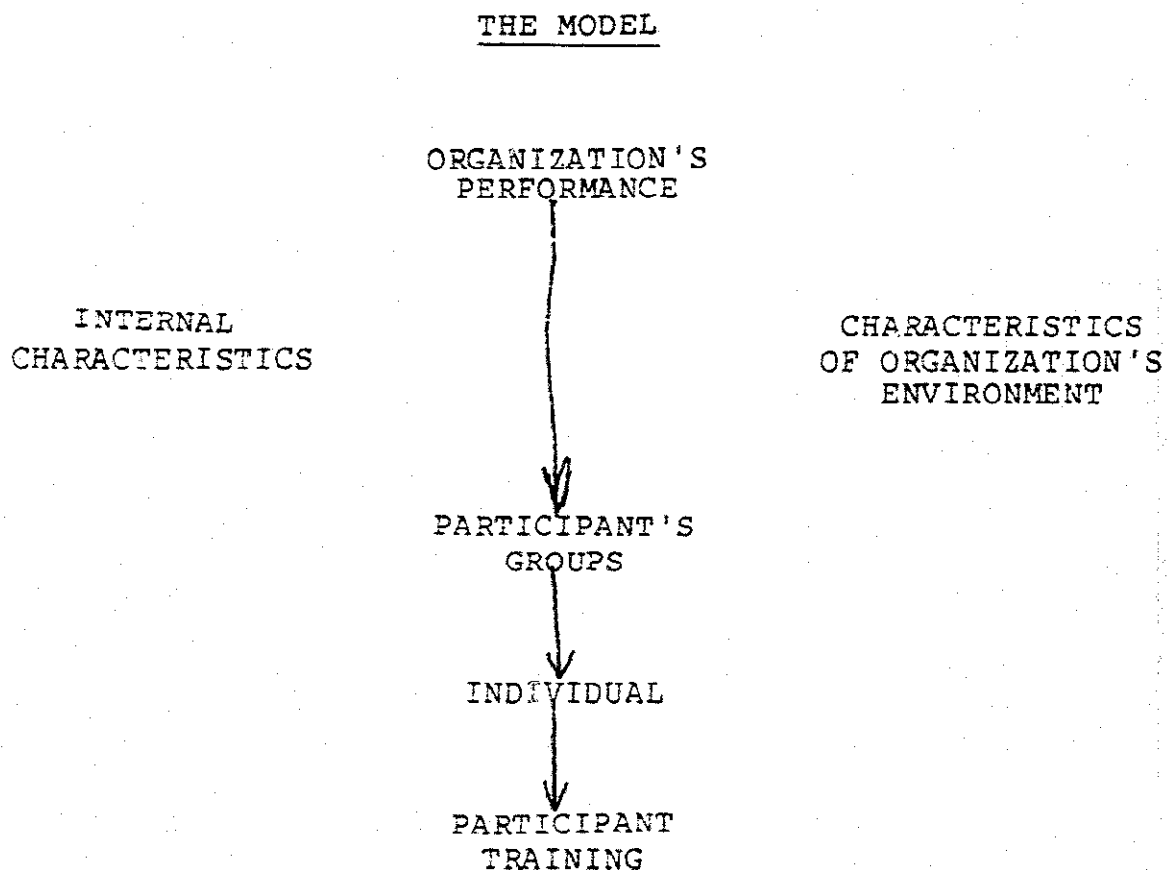 THE MODEL
ORGANIZATION'S
PERFORMANCE
INTERNAL
CHARACTERISTICS
CHARACTERISTICS
OF ORGANIZATION'S
ENVIRONMENT
PARTICIPANT'S
GROUPS
INDIVIDUAL
PARTICIPANT
TRAINING